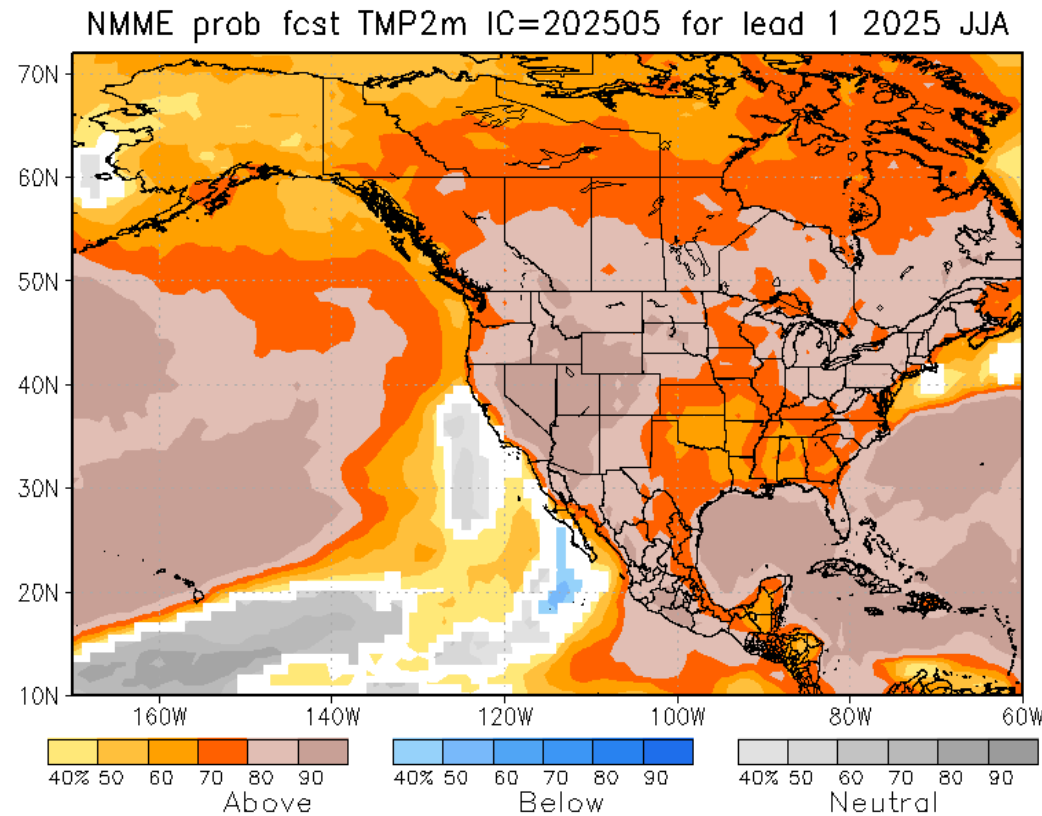 NMME prob fcst TMP2m IC=202505 for lead 1 2025 JJA
70N
60N
50N
40N
30N
20N
10N
160W 140W 120W 100W 80W 60W
40% 50 60 70 80 90 40% 50 60 70 80 90 40% 50 60 70 80 90
Above Below Neutral